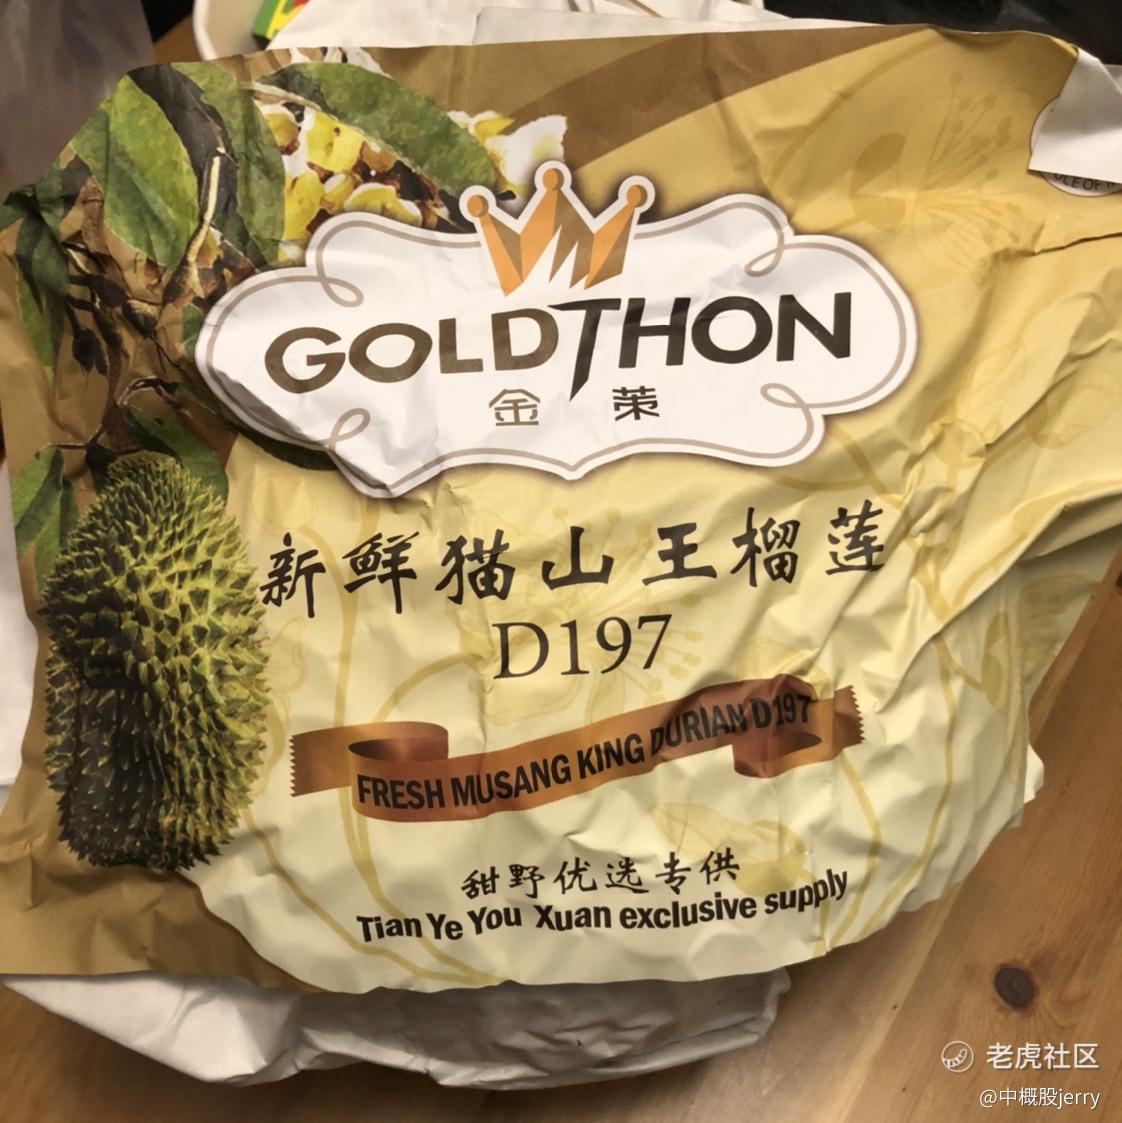 GOLDTHON
金 莿
新鲜猫山王榴莲
D197
FRESH MUSANG KING DURIAN D197
甜野优选专供
Tian Ye You Xuan exclusive supply
老虎社区
@中概股jerry